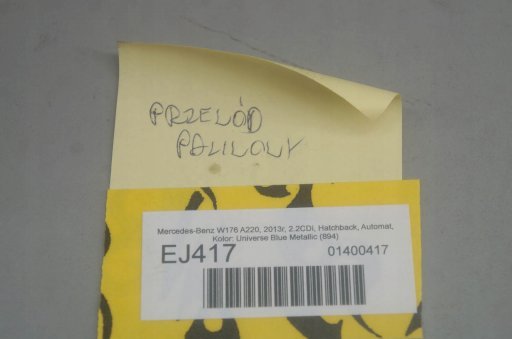 PRZEWÓD
PALIWOWY
Mercedes-Benz W176 A220, 2013r, 2.2CDi, Hatchback, Automat,
Kolor: Universe Blue Metallic (894)
EJ417
01400417